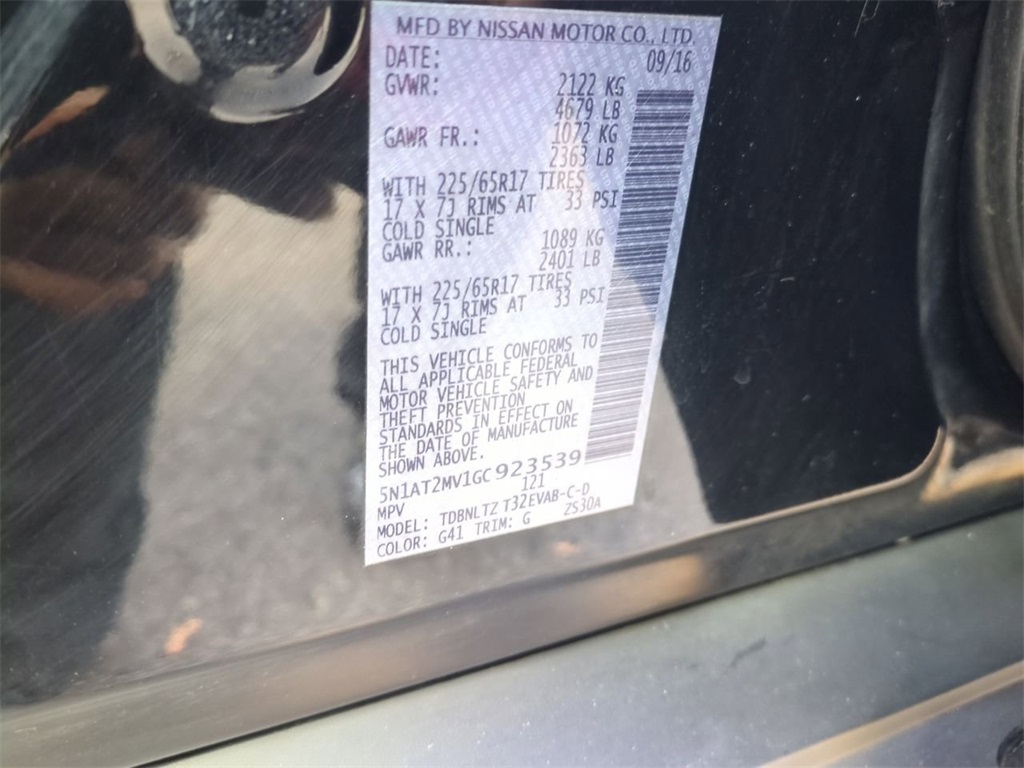 MFD BY NISSAN MOTOR CO., LTD.
DATE: 09/16
GVWR: 2122 KG
4679 LB
GAWR FR.: 1072 KG
2363 LB
WITH 225/65R17 TIRES
17 X 7J RIMS AT 33 PSI
COLD SINGLE
GAWR RR.: 1089 KG
2401 LB
WITH 225/65R17 TIRES
17 X 7J RIMS AT 33 PSI
COLD SINGLE
THIS VEHICLE CONFORMS TO
ALL APPLICABLE FEDERAL
MOTOR VEHICLE SAFETY AND
THEFT PREVENTION
STANDARDS IN EFFECT ON
THE DATE OF MANUFACTURE
SHOWN ABOVE.
5N1AT2MV1GC923539
MPV 121
MODEL: TDBNLTZ T32EVAB-C-D
COLOR: G41 TRIM: G ZS30A